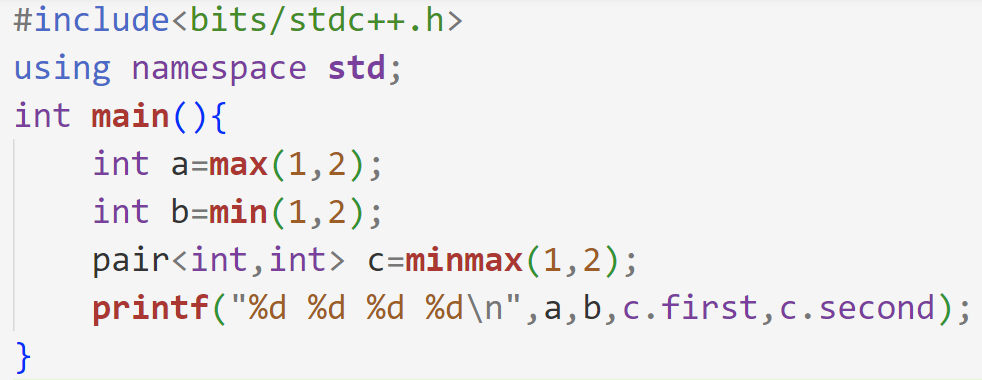 #include<bits/stdc++.h>
using namespace std;
int main(){
    int a=max(1,2);
    int b=min(1,2);
    pair<int,int> c=minmax(1,2);
    printf("%d %d %d %d\n",a,b,c.first,c.second);
}